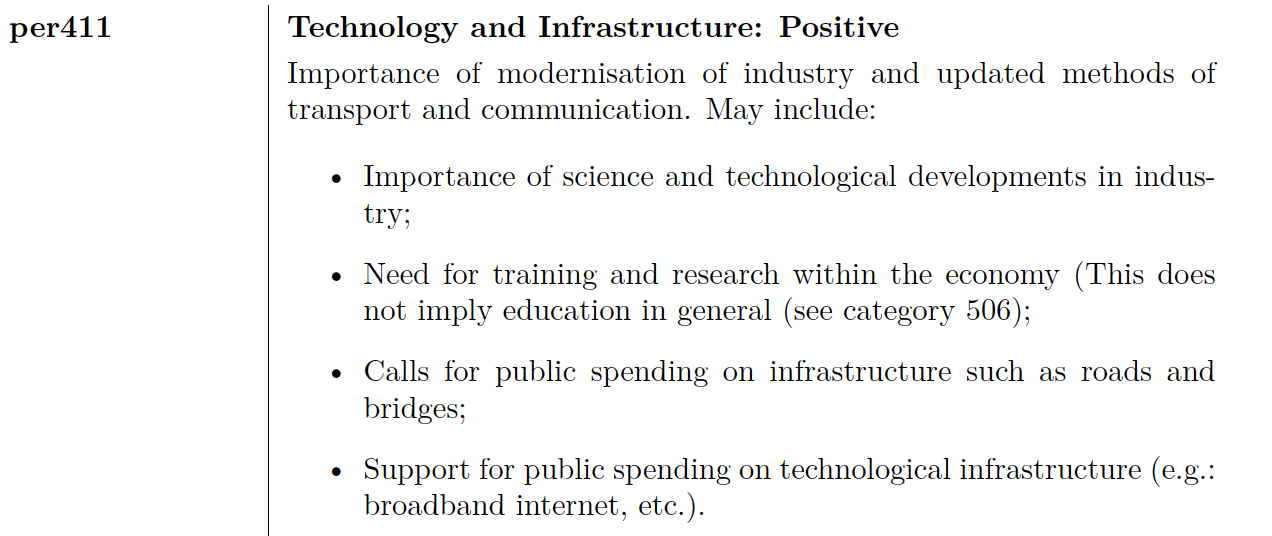 per411
Technology and Infrastructure: Positive
Importance of modernisation of industry and updated methods of
transport and communication. May include:
• Importance of science and technological developments in indus-
try;
• Need for training and research within the economy (This does
not imply education in general (see category 506);
• Calls for public spending on infrastructure such as roads and
bridges;
• Support for public spending on technological infrastructure (e.g.:
broadband internet, etc.).